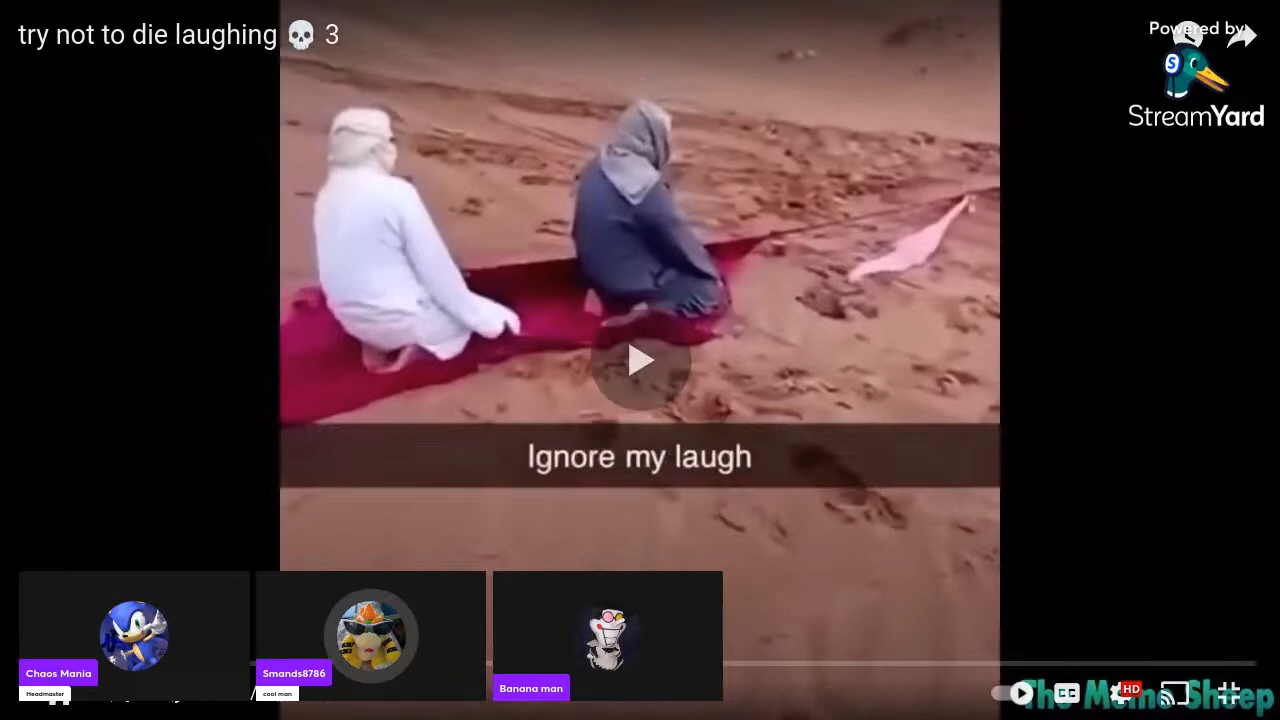 try not to die laughing 💀 3
Powered by
StreamYard
Ignore my laugh
Chaos Mania
Headmaster
Smands8786
cool man
Banana man
HD
The Meme Sheep